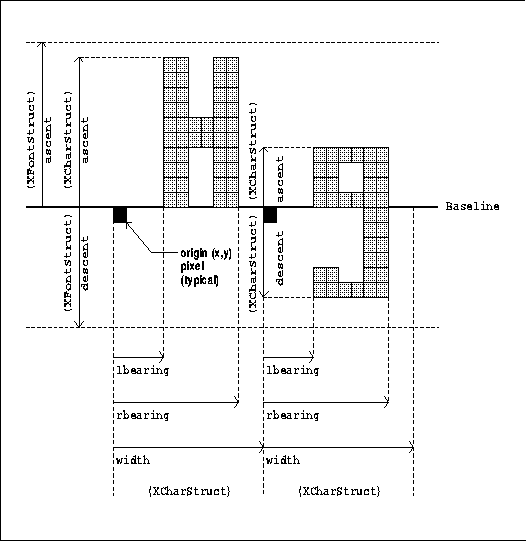 (XFontStruct)
ascent
(XCharStruct)
ascent
(XCharStruct)
ascent
Baseline
(XFontStruct)
descent
origin (x,y)
pixel
(typical)
(XCharStruct)
descent
lbearing
lbearing
rbearing
rbearing
width
width
(XCharStruct)
(XCharStruct)